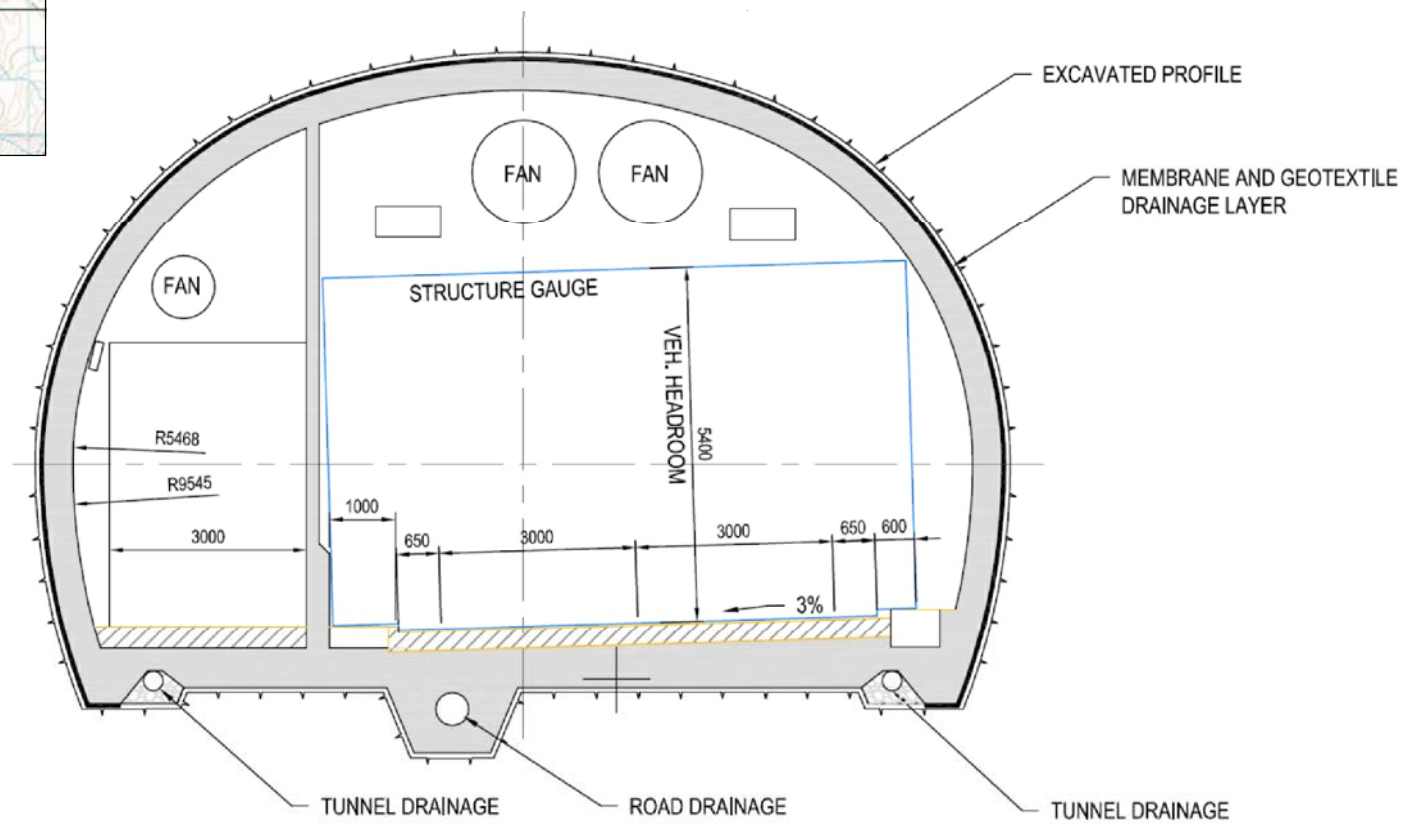 EXCAVATED PROFILE
FAN
FAN
MEMBRANE AND GEOTEXTILE
DRAINAGE LAYER
FAN
STRUCTURE GAUGE
VEH. HEADROOM
5400
R5468
R9545
1000
3000
650
3000
3000
650
600
3%
TUNNEL DRAINAGE
ROAD DRAINAGE
TUNNEL DRAINAGE